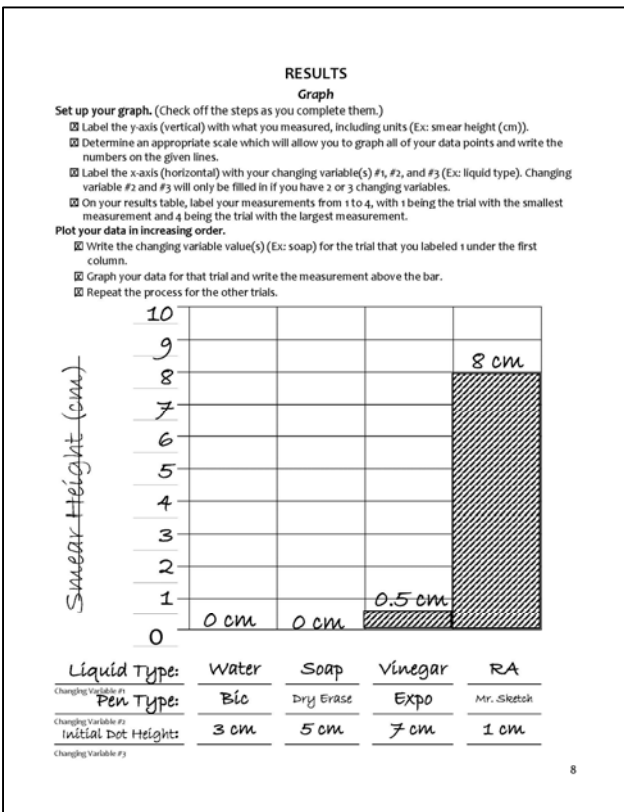 RESULTS
Graph
Set up your graph. (Check off the steps as you complete them.)
☒ Label the y-axis (vertical) with what you measured, including units (Ex: smear height (cm)).
☒ Determine an appropriate scale which will allow you to graph all of your data points and write the
numbers on the given lines.
☒ Label the x-axis (horizontal) with your changing variable(s) #1, #2, and #3 (Ex: liquid type). Changing
variable #2 and #3 will only be filled in if you have 2 or 3 changing variables.
☒ On your results table, label your measurements from 1 to 4, with 1 being the trial with the smallest
measurement and 4 being the trial with the largest measurement.
Plot your data in increasing order.
☒ Write the changing variable value(s) (Ex: soap) for the trial that you labeled 1 under the first
column.
☒ Graph your data for that trial and write the measurement above the bar.
☒ Repeat the process for the other trials.
Smear Height (cm)
10
9
8
7
6
5
4
3
2
1
0
0 cm 0 cm 0.5 cm 8 cm
Liquid Type: Water Soap Vinegar RA
Changing Variable #1
Pen Type: Bic Dry Erase Expo Mr. Sketch
Changing Variable #2
Initial Dot Height: 3 cm 5 cm 7 cm 1 cm
Changing Variable #3
8